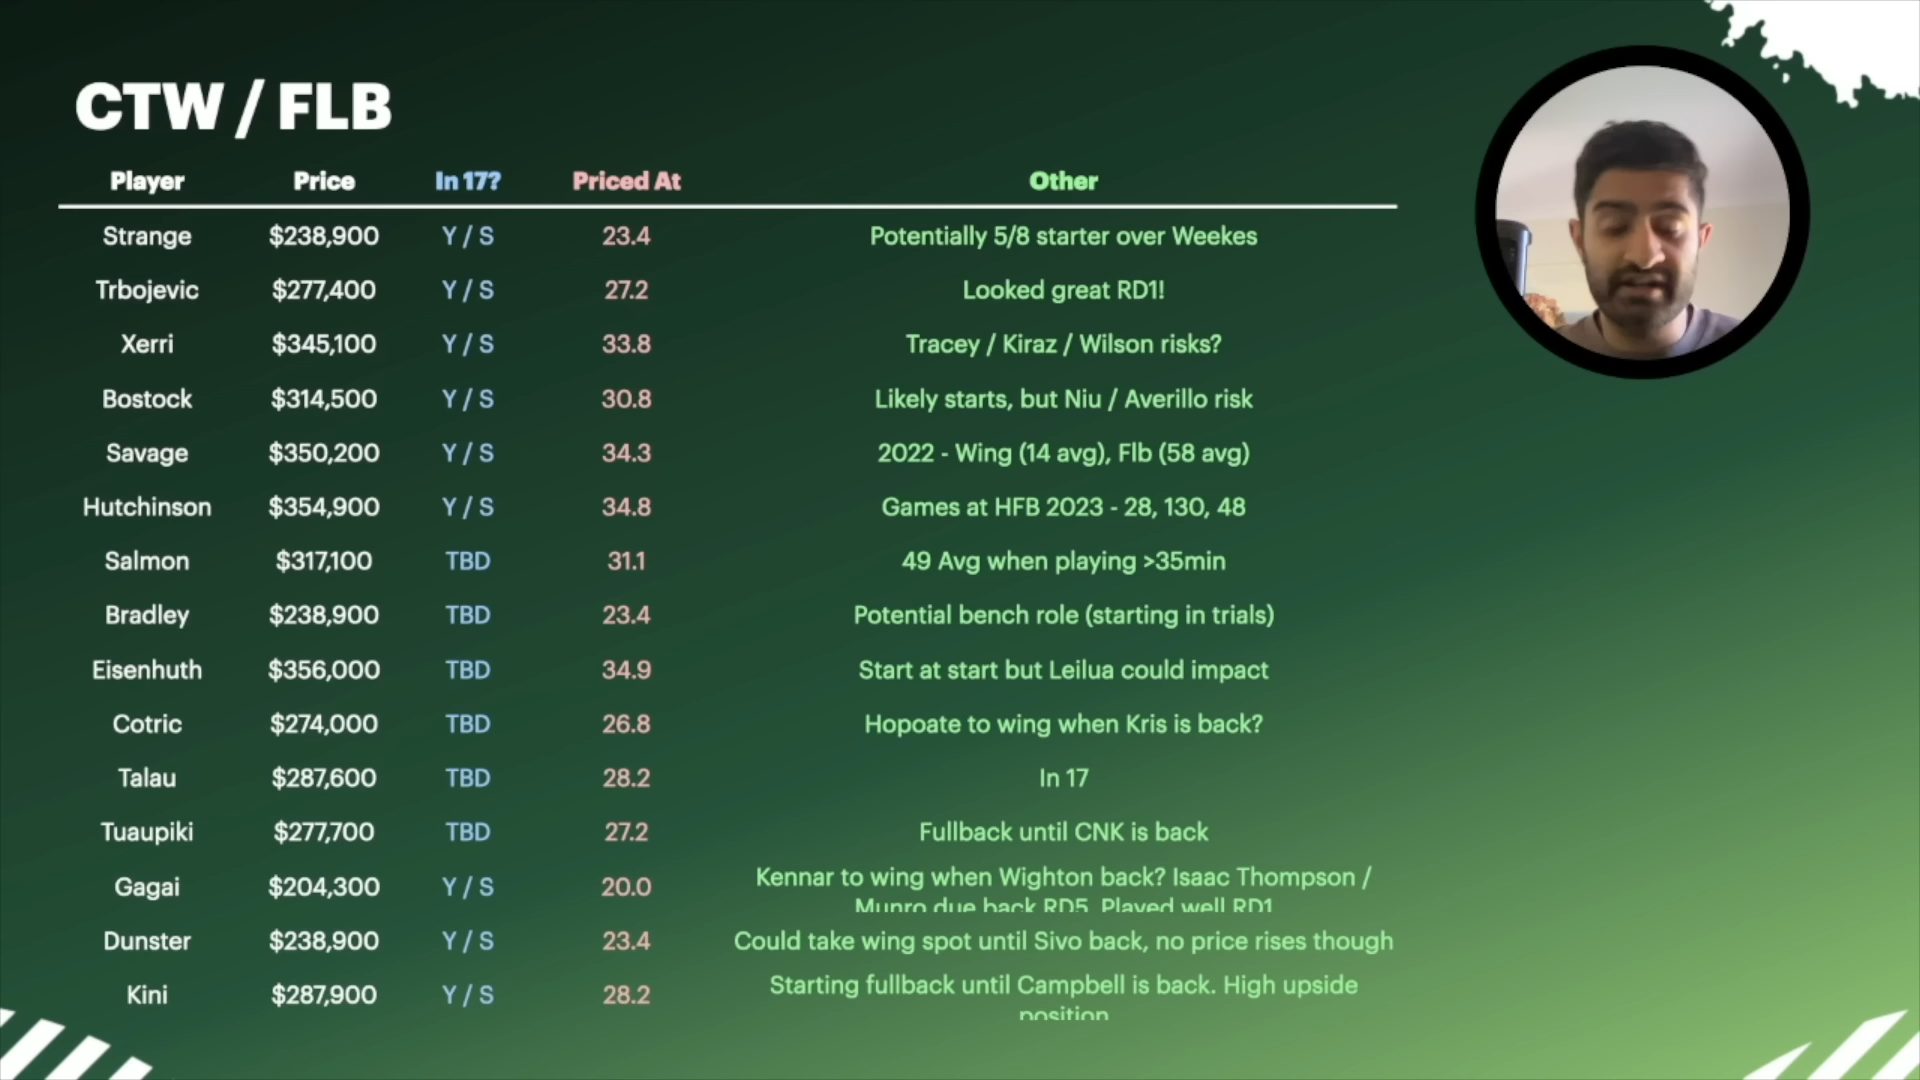 CTW / FLB
Player Price In 17? Priced At Other
Strange $238,900 Y / S 23.4 Potentially 5/8 starter over Weekes
Trbojevic $277,400 Y / S 27.2 Looked great RD1!
Xerri $345,100 Y / S 33.8 Tracey / Kiraz / Wilson risks?
Bostock $314,500 Y / S 30.8 Likely starts, but Niu / Averillo risk
Savage $350,200 Y / S 34.3 2022 - Wing (14 avg), Flb (58 avg)
Hutchinson $354,900 Y / S 34.8 Games at HFB 2023 - 28, 130, 48
Salmon $317,100 TBD 31.1 49 Avg when playing >35min
Bradley $238,900 TBD 23.4 Potential bench role (starting in trials)
Eisenhuth $356,000 TBD 34.9 Start at start but Leilua could impact
Cotric $274,000 TBD 26.8 Hopoate to wing when Kris is back?
Talau $287,600 TBD 28.2 In 17
Tuaupiki $277,700 TBD 27.2 Fullback until CNK is back
Gagai $204,300 Y / S 20.0 Kennar to wing when Wighton back? Isaac Thompson /
Munro due back RD5. Played well RD1
Dunster $238,900 Y / S 23.4 Could take wing spot until Sivo back, no price rises though
Kini $287,900 Y / S 28.2 Starting fullback until Campbell is back. High upside
position